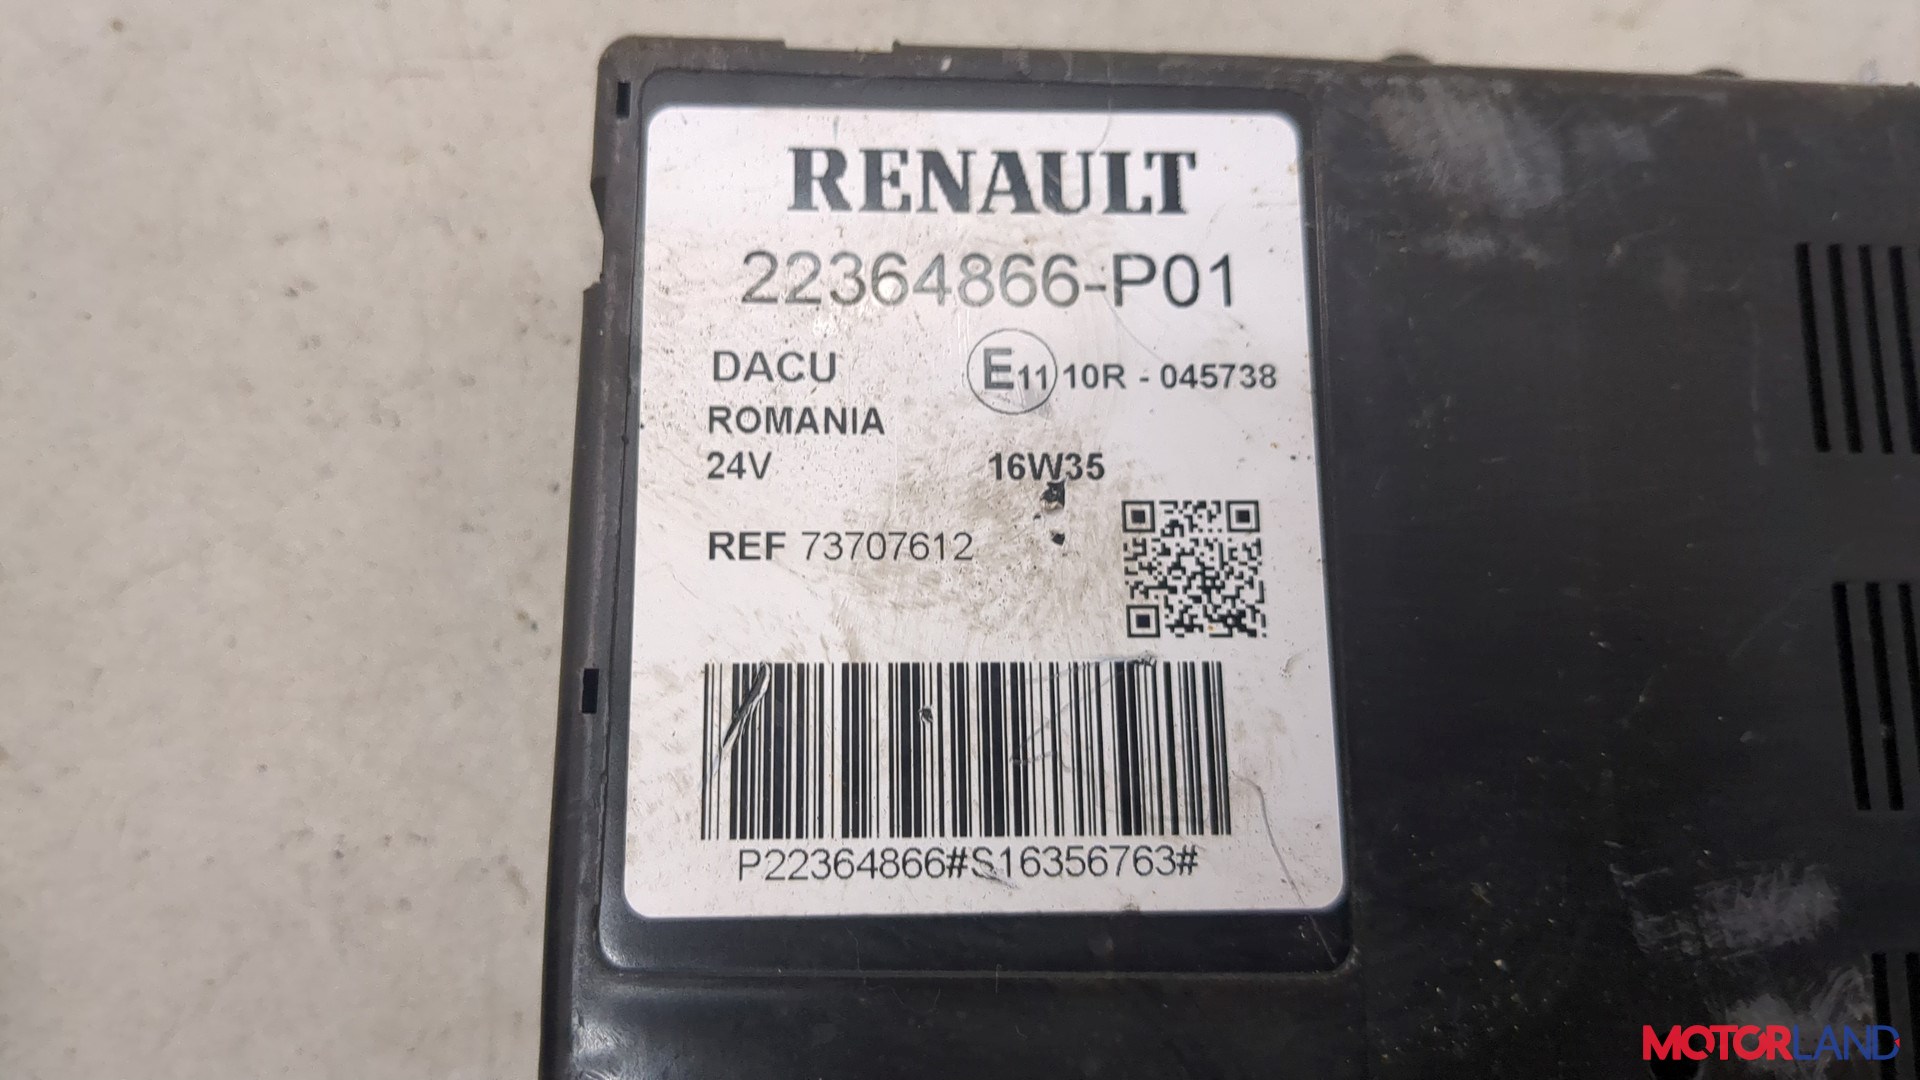 RENAULT
22364866-P01
DACU
E11 10R - 045738
ROMANIA
24V
16W35
REF 73707612
P22364866#S16356763#
MOTORLAND